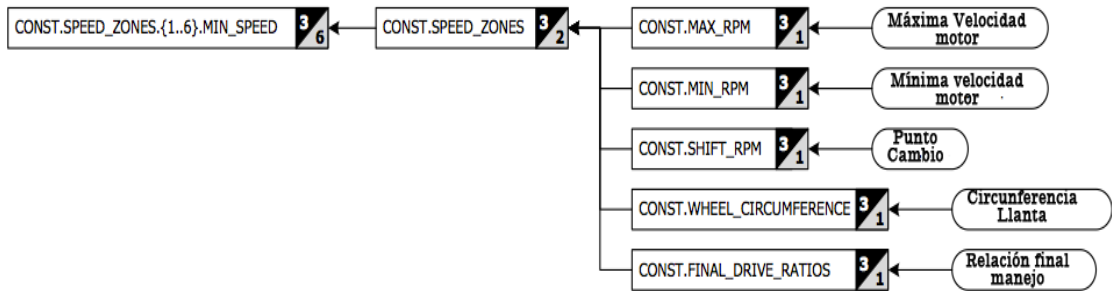 CONST.SPEED_ZONES.{1..6}.MIN_SPEED 3/6
CONST.SPEED_ZONES 3/2
CONST.MAX_RPM 3/1
Máxima Velocidad
motor
CONST.MIN_RPM 3/1
Mínima velocidad
motor
CONST.SHIFT_RPM 3/1
Punto
Cambio
CONST.WHEEL_CIRCUMFERENCE 3/1
Circunferencia
Llanta
CONST.FINAL_DRIVE_RATIOS 3/1
Relación final
manejo